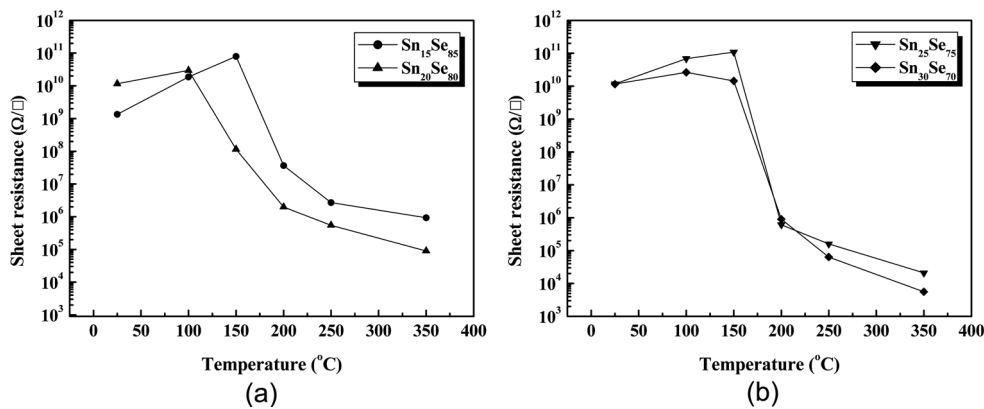 10¹²
10¹¹
10¹⁰
10⁹
10⁸
10⁷
10⁶
10⁵
10⁴
10³
Sheet resistance (Ω/□)
Sn₁₅Se₈₅
Sn₂₀Se₈₀
0 50 100 150 200 250 300 350 400
Temperature (°C)
(a)
10¹²
10¹¹
10¹⁰
10⁹
10⁸
10⁷
10⁶
10⁵
10⁴
10³
Sheet resistance (Ω/□)
Sn₂₅Se₇₅
Sn₃₀Se₇₀
0 50 100 150 200 250 300 350 400
Temperature (°C)
(b)